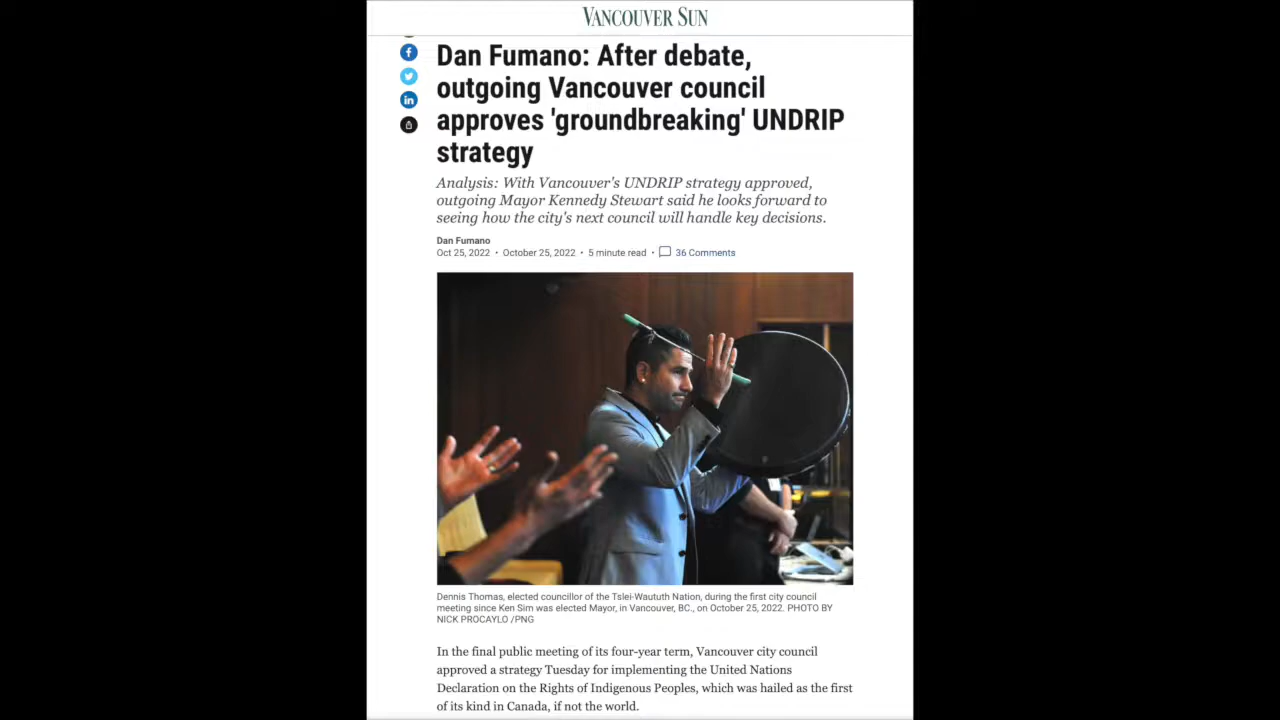 VANCOUVER SUN
Dan Fumano: After debate,
outgoing Vancouver council
approves 'groundbreaking' UNDRIP
strategy
Analysis: With Vancouver's UNDRIP strategy approved,
outgoing Mayor Kennedy Stewart said he looks forward to
seeing how the city's next council will handle key decisions.
Dan Fumano
Oct 25, 2022 • October 25, 2022 • 5 minute read • 36 Comments
Dennis Thomas, elected councillor of the Tslei-Waututh Nation, during the first city council
meeting since Ken Sim was elected Mayor, in Vancouver, BC., on October 25, 2022. PHOTO BY
NICK PROCAYLO /PNG
In the final public meeting of its four-year term, Vancouver city council
approved a strategy Tuesday for implementing the United Nations
Declaration on the Rights of Indigenous Peoples, which was hailed as the first
of its kind in Canada, if not the world.